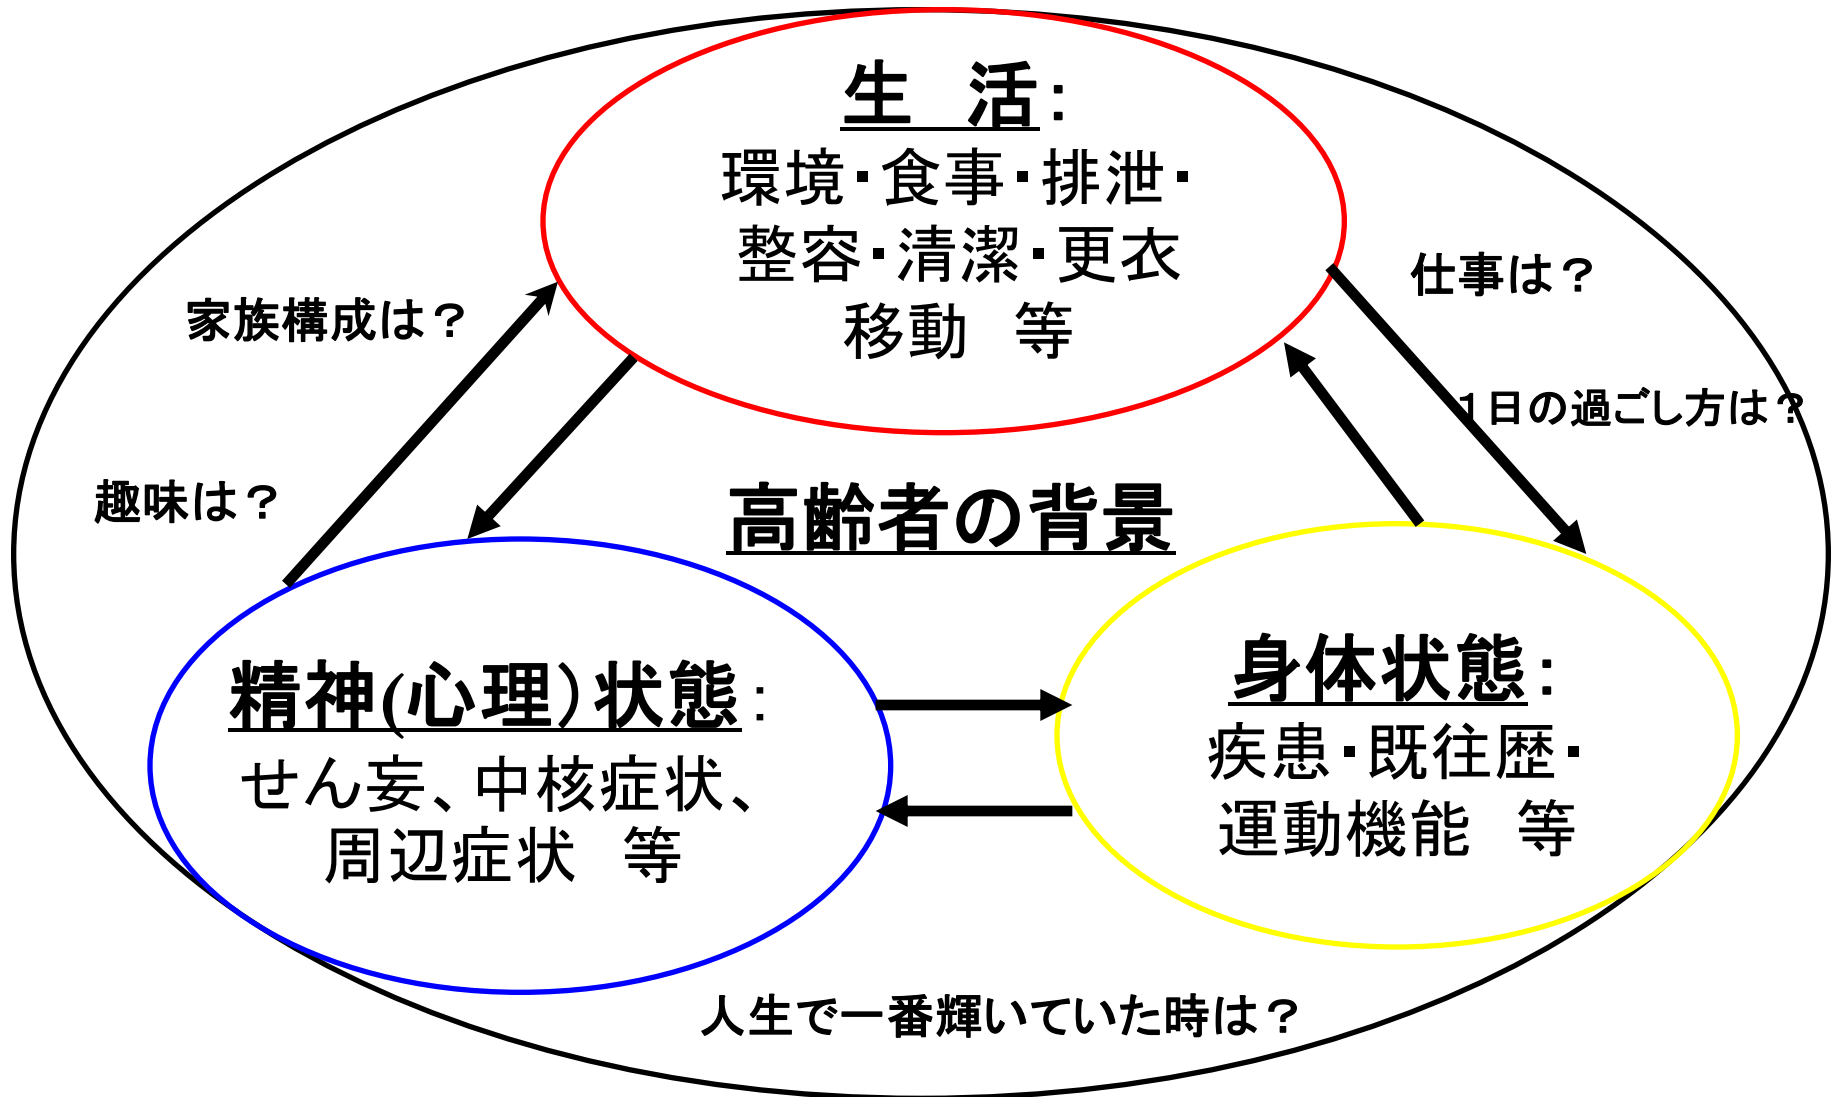 生　活：
環境・食事・排泄・
整容・清潔・更衣
移動　等
仕事は？
家族構成は？
１日の過ごし方は？
趣味は？
高齢者の背景
精神(心理）状態：
せん妄、中核症状、
周辺症状　等
身体状態：
疾患・既往歴・
運動機能　等
人生で一番輝いていた時は？